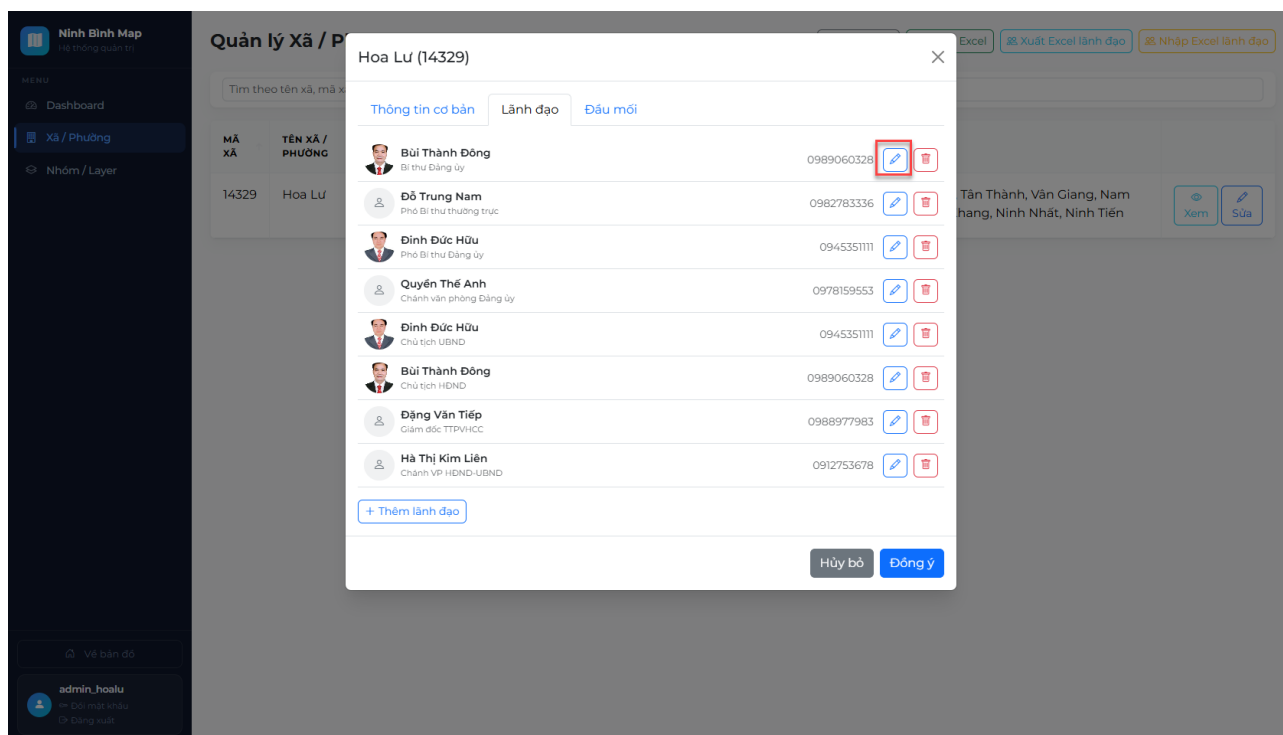 Ninh Bình Map
Hệ thống quản trị
MENU
Dashboard
Xã / Phường
Nhóm / Layer
Về bản đồ
admin_hoalu
Đổi mật khẩu
Đăng xuất
Quản lý Xã / P
Excel
Xuất Excel lãnh đạo
Nhập Excel lãnh đạo
Tìm theo tên xã, mã x
MÃ XÃ
TÊN XÃ / PHƯỜNG
14329
Hoa Lư
Tân Thành, Vân Giang, Nam
hang, Ninh Nhất, Ninh Tiến
Xem
Sửa
Hoa Lư (14329)
Thông tin cơ bản
Lãnh đạo
Đầu mối
Bùi Thành Đông
Bí thư Đảng ủy
0989060328
Đỗ Trung Nam
Phó Bí thư thường trực
0982783336
Đinh Đức Hữu
Phó Bí thư Đảng ủy
0945351111
Quyền Thế Anh
Chánh văn phòng Đảng ủy
0978159553
Đinh Đức Hữu
Chủ tịch UBND
0945351111
Bùi Thành Đông
Chủ tịch HĐND
0989060328
Đặng Văn Tiếp
Giám đốc TTPVHCC
0988977983
Hà Thị Kim Liên
Chánh VP HĐND-UBND
0912753678
+ Thêm lãnh đạo
Hủy bỏ
Đồng ý